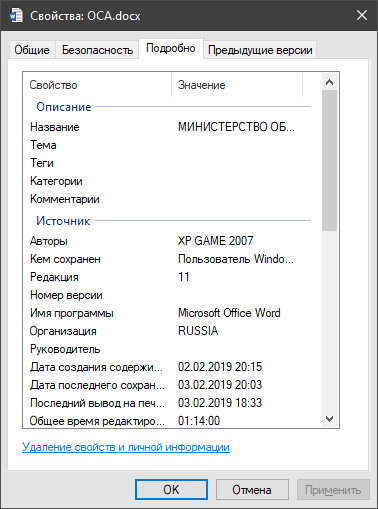 Свойства: ОСА.docx
Общие Безопасность Подробно Предыдущие версии
Свойство Значение
Описание
Название МИНИСТЕРСТВО ОБ...
Тема
Теги
Категории
Комментарии
Источник
Авторы XP GAME 2007
Кем сохранен Пользователь Windo...
Редакция 11
Номер версии
Имя программы Microsoft Office Word
Организация RUSSIA
Руководитель
Дата создания содержи... 02.02.2019 20:15
Дата последнего сохран... 03.02.2019 20:03
Последний вывод на печ... 03.02.2019 18:33
Общее время редактиро... 01:14:00
Удаление свойств и личной информации
ОК Отмена Применить